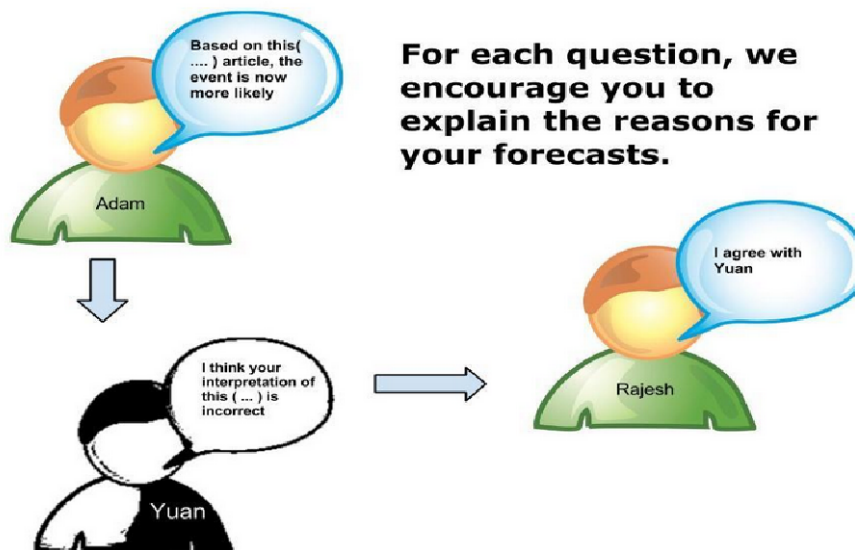 Based on this(
.... ) article, the
event is now
more likely
Adam
For each question, we
encourage you to
explain the reasons for
your forecasts.
I agree with
Yuan
Rajesh
I think your
interpretation of
this ( ... ) is
incorrect
Yuan